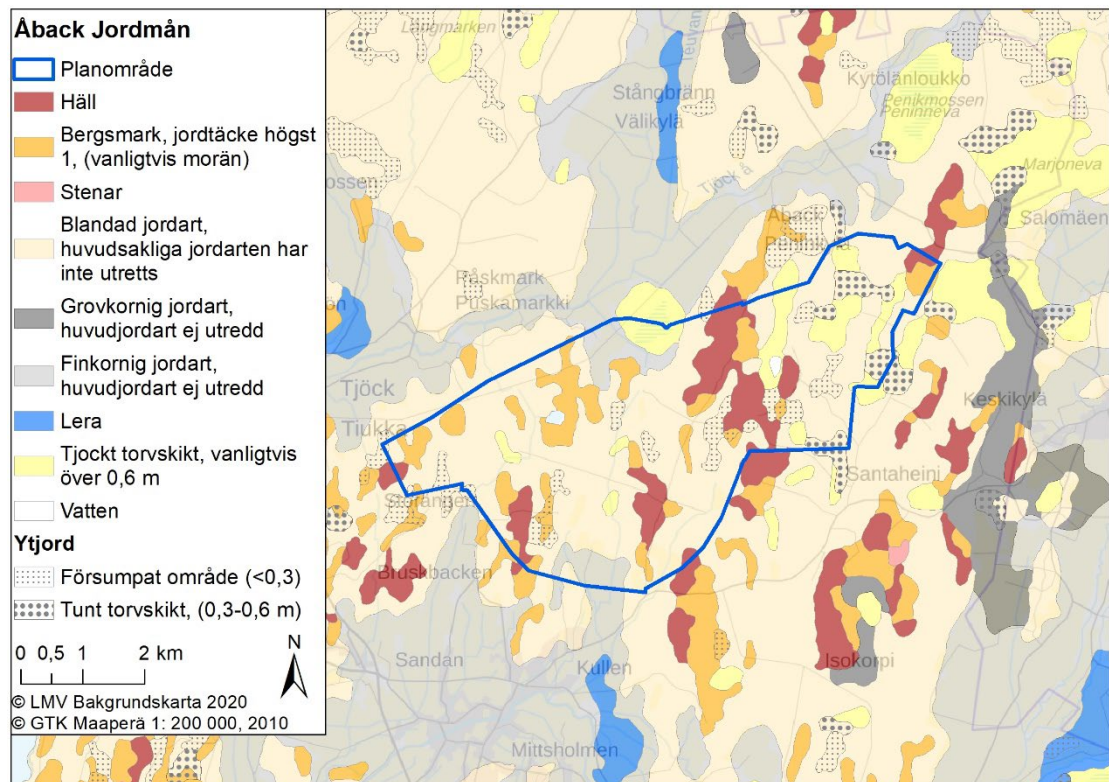 Åback Jordmån
Planområde
Häll
Bergsmark, jordtäcke högst
1, (vanligtvis morän)
Stenar
Blandad jordart,
huvudsakliga jordarten har
inte utretts
Grovkornig jordart,
huvudjordart ej utredd
Finkornig jordart,
huvudjordart ej utredd
Lera
Tjockt torvskikt, vanligtvis
över 0,6 m
Vatten
Ytjord
Försumpat område (<0,3)
Tunt torvskikt, (0,3-0,6 m)
0 0,5 1 2 km
N
© LMV Bakgrundskarta 2020
© GTK Maaperä 1: 200 000, 2010
Långmarken
Stångbränn
Välikylä
Kytölänloukko
Penikmossen
Peninneva
Marjoneva
Tjöck å
Salomäen
Åback
Råskmark
Puskamarkki
Tjöck
Tiukka
Keskikylä
Santaheini
Bruskbacken
Sandan
Kullen
Isokorpi
Mittsholmen